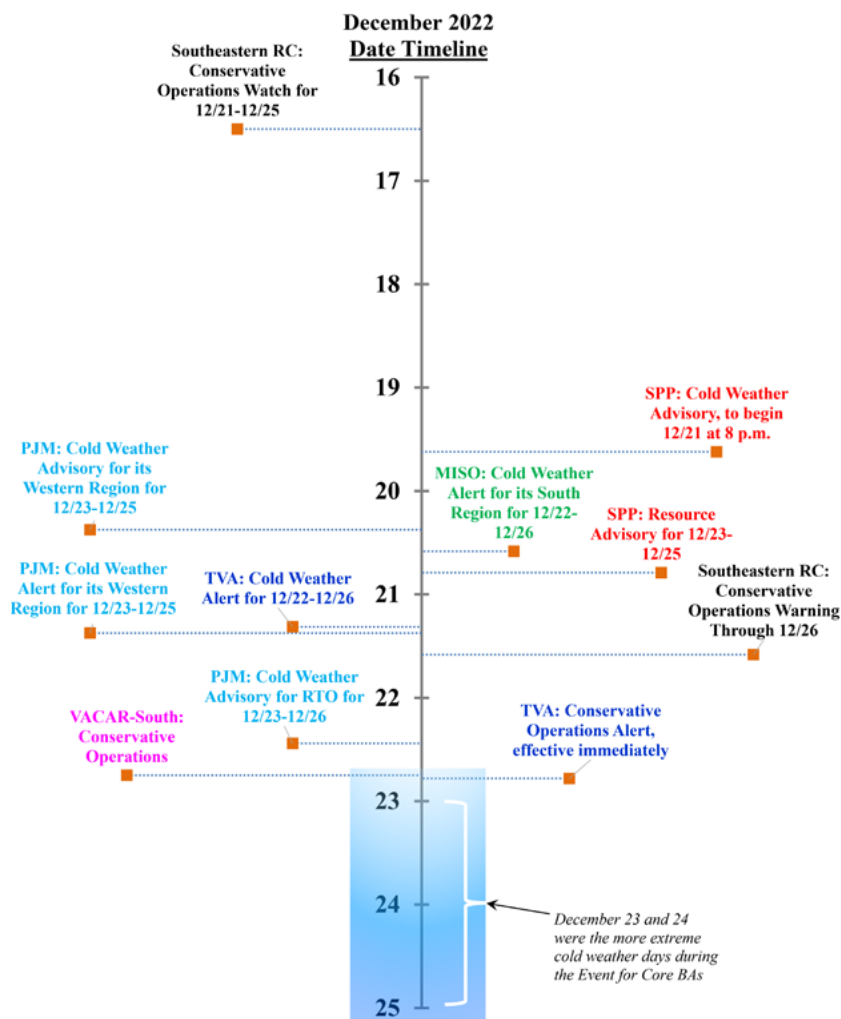 December 2022
Date Timeline
Southeastern RC:
Conservative
Operations Watch for
12/21-12/25
16
17
18
19
SPP: Cold Weather
Advisory, to begin
12/21 at 8 p.m.
PJM: Cold Weather
Advisory for its
Western Region for
12/23-12/25
20
MISO: Cold Weather
Alert for its South
Region for 12/22-
12/26
SPP: Resource
Advisory for 12/23-
12/25
PJM: Cold Weather
Alert for its Western
Region for 12/23-12/25
TVA: Cold Weather
Alert for 12/22-12/26
21
Southeastern RC:
Conservative
Operations Warning
Through 12/26
PJM: Cold Weather
Advisory for RTO for
12/23-12/26
22
VACAR-South:
Conservative
Operations
TVA: Conservative
Operations Alert,
effective immediately
23
24
December 23 and 24
were the more extreme
cold weather days during
the Event for Core BAs
25